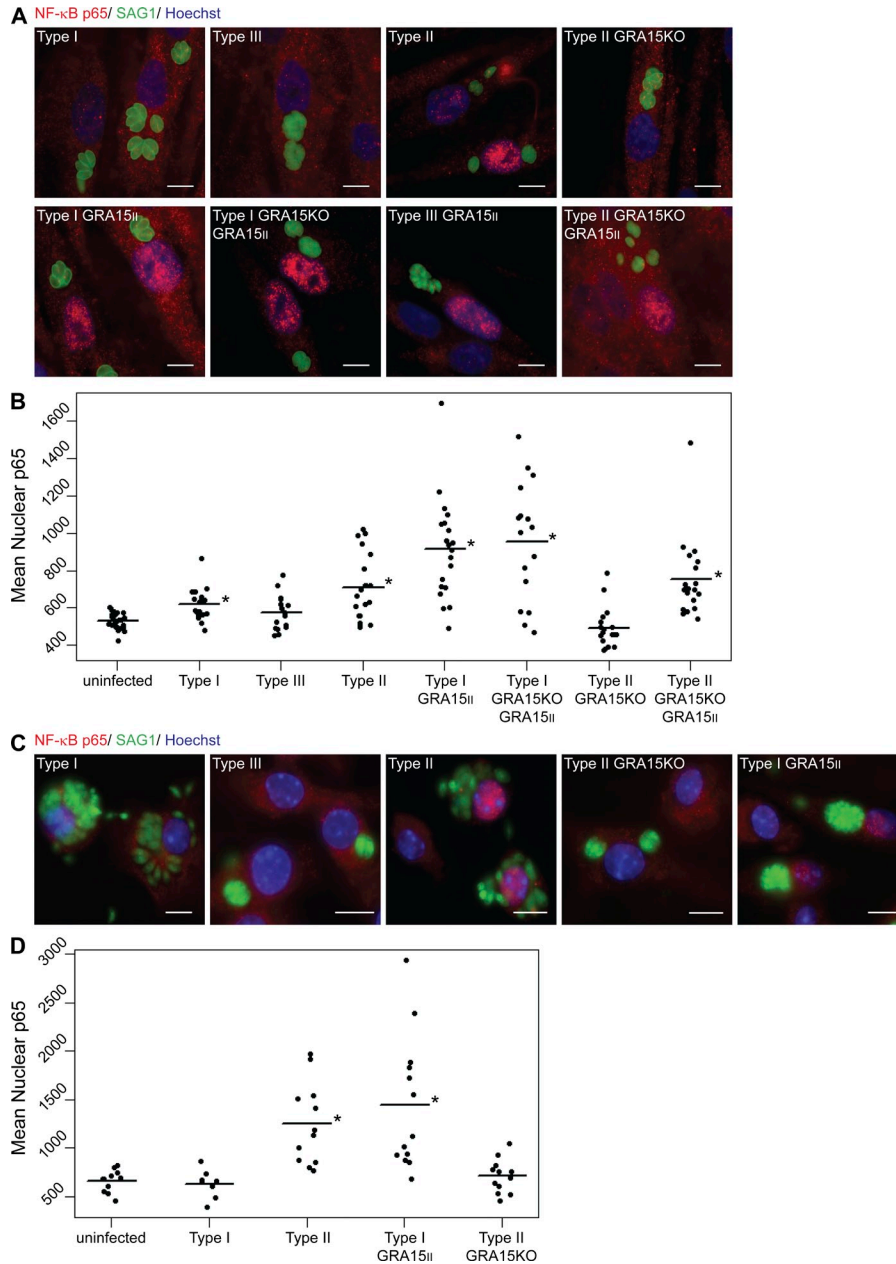 A
NF-κB p65/ SAG1/ Hoechst
Type I
Type III
Type II
Type II GRA15KO
Type I GRA15II
Type I GRA15KO
GRA15II
Type III GRA15II
Type II GRA15KO
GRA15II
B
Mean Nuclear p65
1600
1400
1200
1000
800
600
400
*
*
*
*
*
uninfected
Type I
Type III
Type II
Type I
GRA15II
Type I
GRA15KO
GRA15II
Type II
GRA15KO
Type II
GRA15KO
GRA15II
C
NF-κB p65/ SAG1/ Hoechst
Type I
Type III
Type II
Type II GRA15KO
Type I GRA15II
D
Mean Nuclear p65
3000
2500
2000
1500
1000
500
*
*
uninfected
Type I
Type II
Type I
GRA15II
Type II
GRA15KO